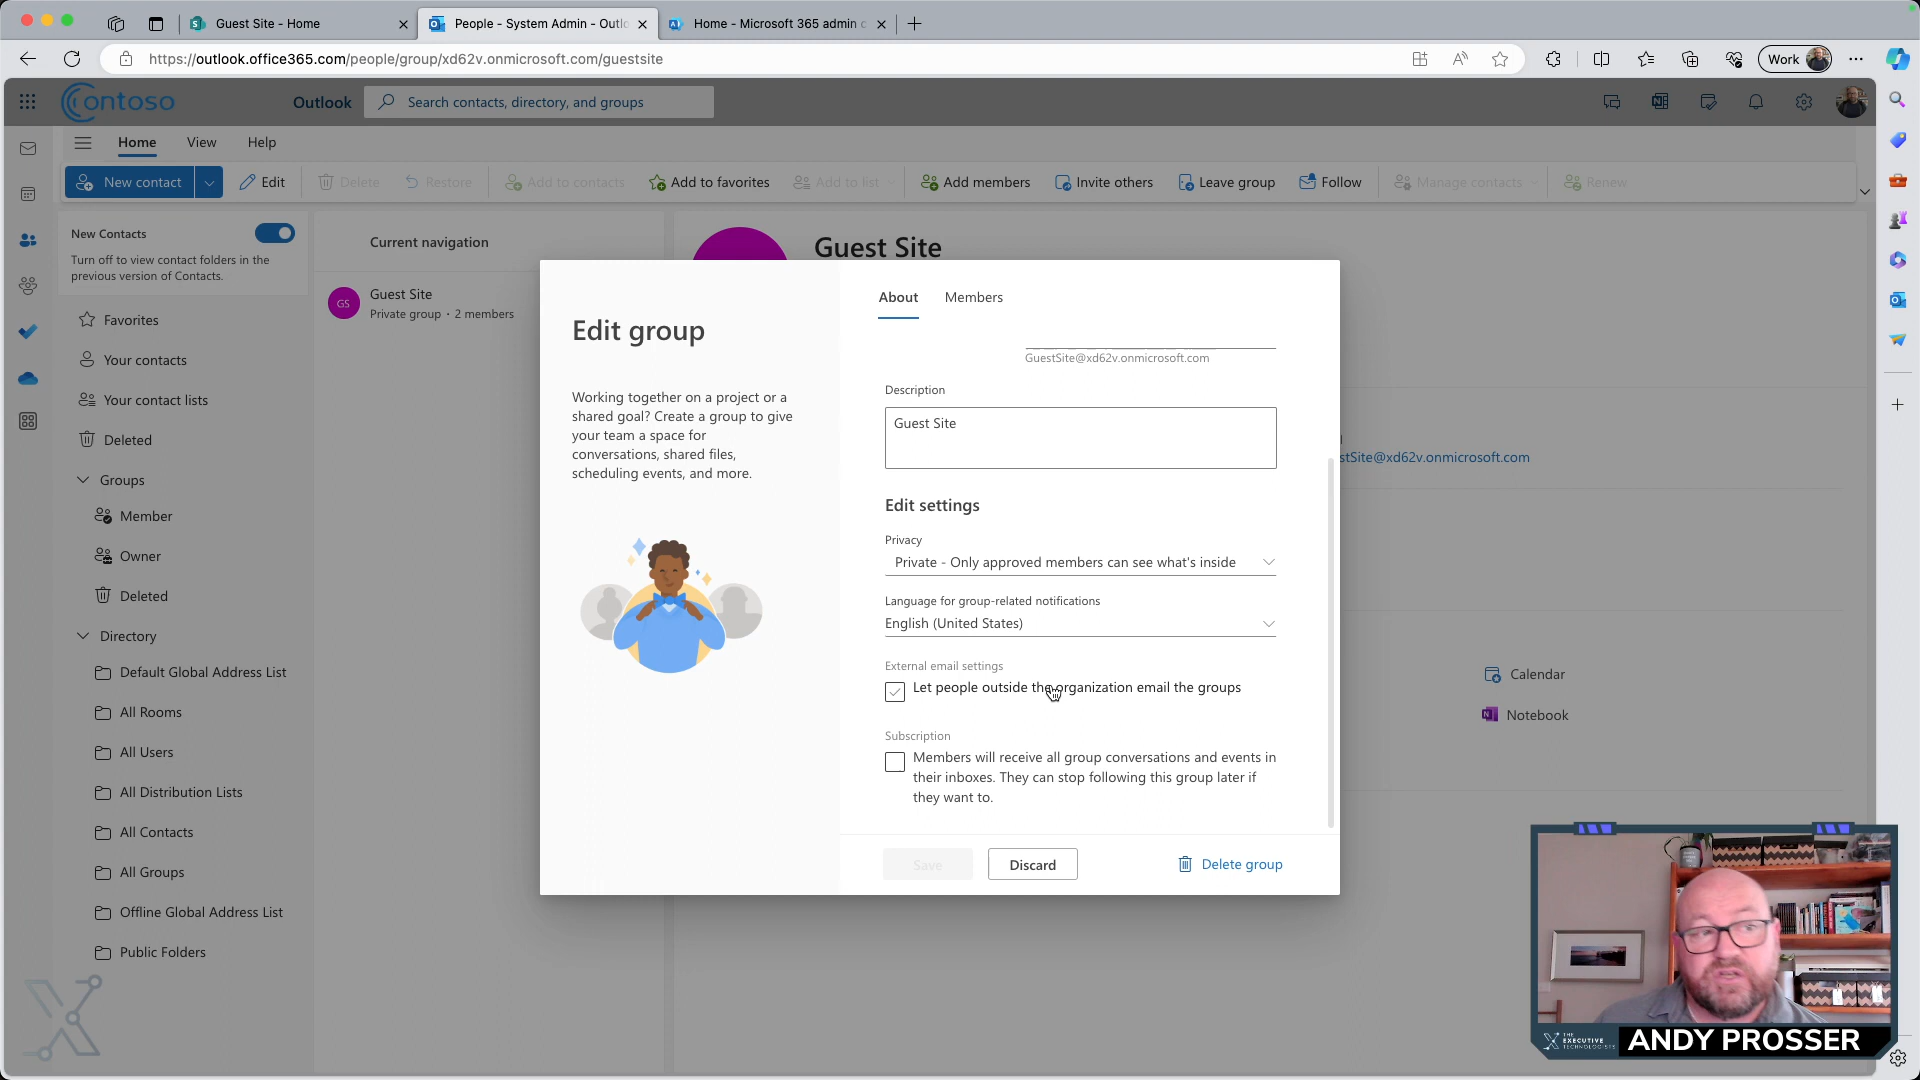 Guest Site - Home
People - System Admin - Outlo
Home - Microsoft 365 admin c
https://outlook.office365.com/people/group/xd62v.onmicrosoft.com/guestsite
Work
Contoso
Outlook
Search contacts, directory, and groups
Home
View
Help
New contact
Edit
Delete
Restore
Add to contacts
Add to favorites
Add to list
Add members
Invite others
Leave group
Follow
Manage contacts
Renew
New Contacts
Turn off to view contact folders in the
previous version of Contacts.
Favorites
Your contacts
Your contact lists
Deleted
Groups
Member
Owner
Deleted
Directory
Default Global Address List
All Rooms
All Users
All Distribution Lists
All Contacts
All Groups
Offline Global Address List
Public Folders
Current navigation
GS
Guest Site
Private group · 2 members
Guest Site
stSite@xd62v.onmicrosoft.com
Calendar
Notebook
Edit group
Working together on a project or a
shared goal? Create a group to give
your team a space for
conversations, shared files,
scheduling events, and more.
About
Members
GuestSite@xd62v.onmicrosoft.com
Description
Guest Site
Edit settings
Privacy
Private - Only approved members can see what's inside
Language for group-related notifications
English (United States)
External email settings
Let people outside the organization email the groups
Subscription
Members will receive all group conversations and events in
their inboxes. They can stop following this group later if
they want to.
Save
Discard
Delete group
THE
EXECUTIVE
TECHNOLOGISTS
ANDY PROSSER